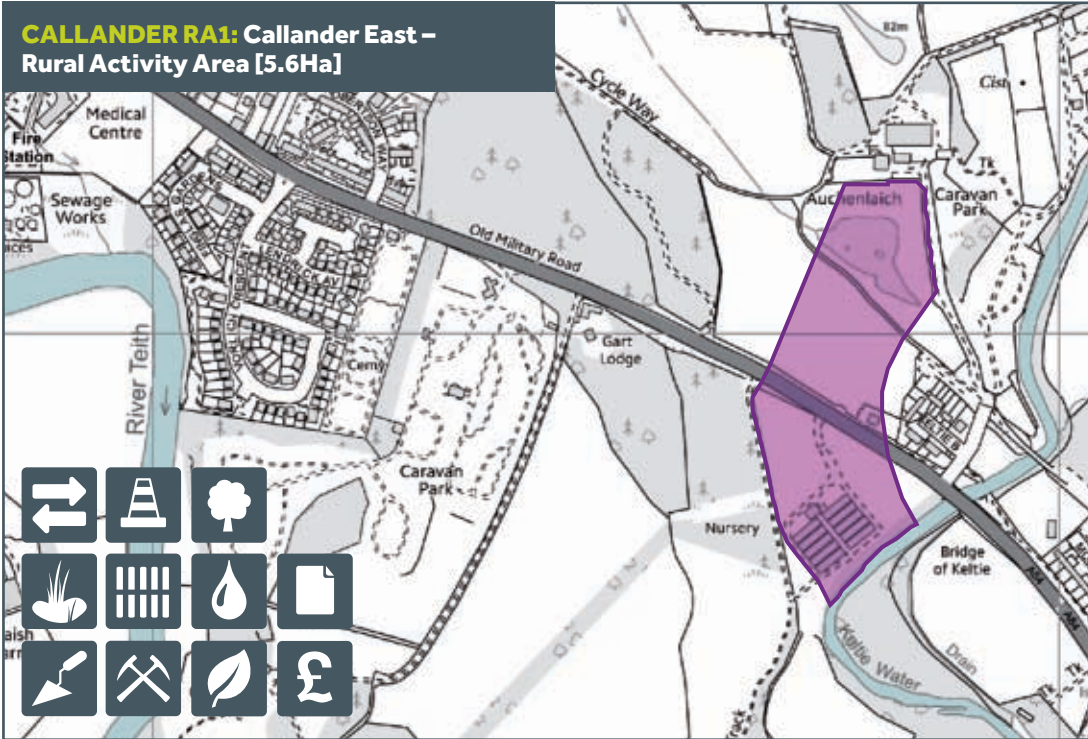 CALLANDER RA1: Callander East –
Rural Activity Area [5.6Ha]
82m
Cycle Way
Cist
Medical
Centre
Fire
Station
Tk
Sewage
Works
Auchenlaich
Caravan
Park
Old Military Road
River Teith
Gart
Lodge
Cemy
Caravan
Park
Nursery
Bridge
of Keltie
A84
Keltie Water
Drain
£